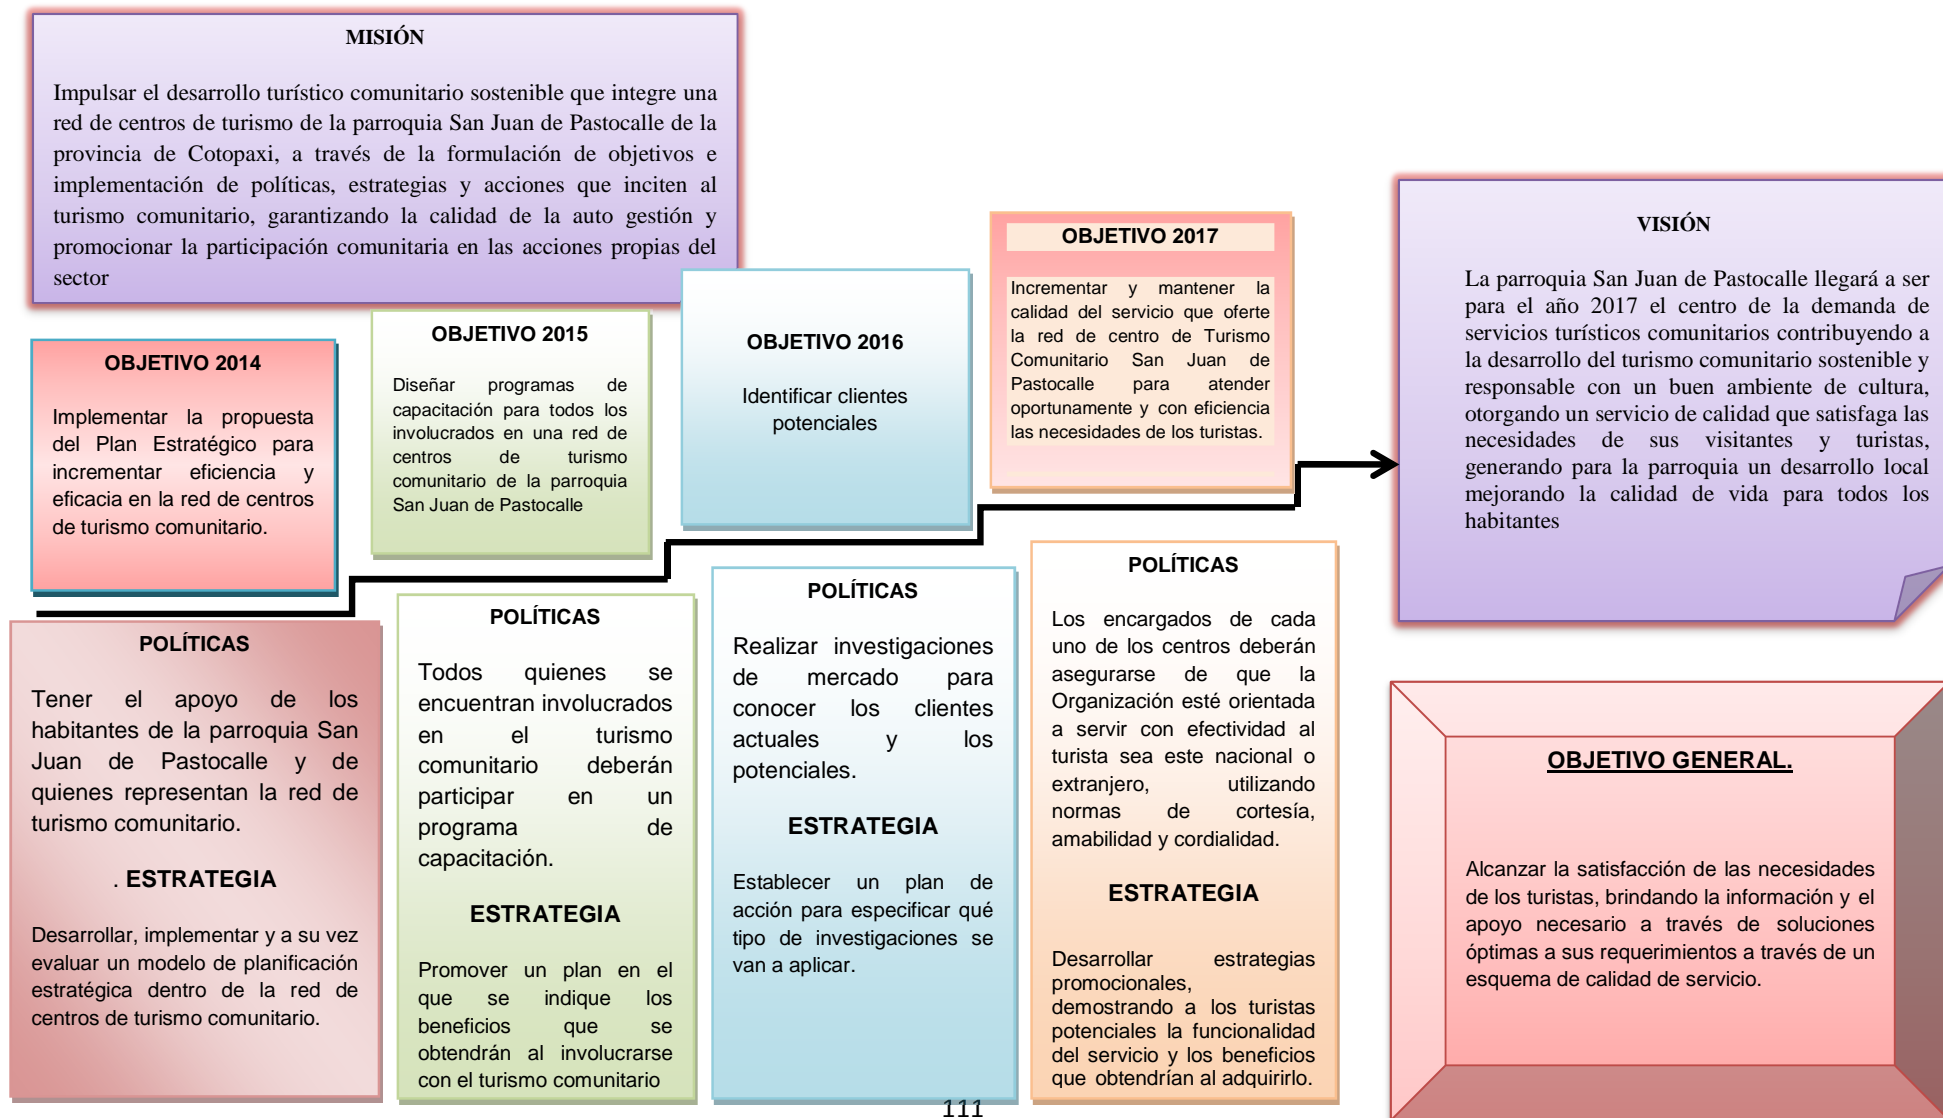 MISIÓN
Impulsar el desarrollo turístico comunitario sostenible que integre una
red de centros de turismo de la parroquia San Juan de Pastocalle de la
provincia de Cotopaxi, a través de la formulación de objetivos e
implementación de políticas, estrategias y acciones que inciten al
turismo comunitario, garantizando la calidad de la auto gestión y
promocionar la participación comunitaria en las acciones propias del
sector
OBJETIVO 2014
Implementar la propuesta
del Plan Estratégico para
incrementar eficiencia y
eficacia en la red de centros
de turismo comunitario.
OBJETIVO 2015
Diseñar programas de
capacitación para todos los
involucrados en una red de
centros de turismo
comunitario de la parroquia
San Juan de Pastocalle
OBJETIVO 2016
Identificar clientes
potenciales
OBJETIVO 2017
Incrementar y mantener la
calidad del servicio que oferte
la red de centro de Turismo
Comunitario San Juan de
Pastocalle para atender
oportunamente y con eficiencia
las necesidades de los turistas.
VISIÓN
La parroquia San Juan de Pastocalle llegará a ser
para el año 2017 el centro de la demanda de
servicios turísticos comunitarios contribuyendo a
la desarrollo del turismo comunitario sostenible y
responsable con un buen ambiente de cultura,
otorgando un servicio de calidad que satisfaga las
necesidades de sus visitantes y turistas,
generando para la parroquia un desarrollo local
mejorando la calidad de vida para todos los
habitantes
POLÍTICAS
Tener el apoyo de los
habitantes de la parroquia San
Juan de Pastocalle y de
quienes representan la red de
turismo comunitario.
. ESTRATEGIA
Desarrollar, implementar y a su vez
evaluar un modelo de planificación
estratégica dentro de la red de
centros de turismo comunitario.
POLÍTICAS
Todos quienes se
encuentran involucrados
en el turismo
comunitario deberán
participar en un
programa de
capacitación.
ESTRATEGIA
Promover un plan en el
que se indique los
beneficios que se
obtendrán al involucrarse
con el turismo comunitario
POLÍTICAS
Realizar investigaciones
de mercado para
conocer los clientes
actuales y los
potenciales.
ESTRATEGIA
Establecer un plan de
acción para especificar qué
tipo de investigaciones se
van a aplicar.
POLÍTICAS
Los encargados de cada
uno de los centros deberán
asegurarse de que la
Organización esté orientada
a servir con efectividad al
turista sea este nacional o
extranjero, utilizando
normas de cortesía,
amabilidad y cordialidad.
ESTRATEGIA
Desarrollar estrategias
promocionales,
demostrando a los turistas
potenciales la funcionalidad
del servicio y los beneficios
que obtendrían al adquirirlo.
OBJETIVO GENERAL.
Alcanzar la satisfacción de las necesidades
de los turistas, brindando la información y el
apoyo necesario a través de soluciones
óptimas a sus requerimientos a través de un
esquema de calidad de servicio.
111